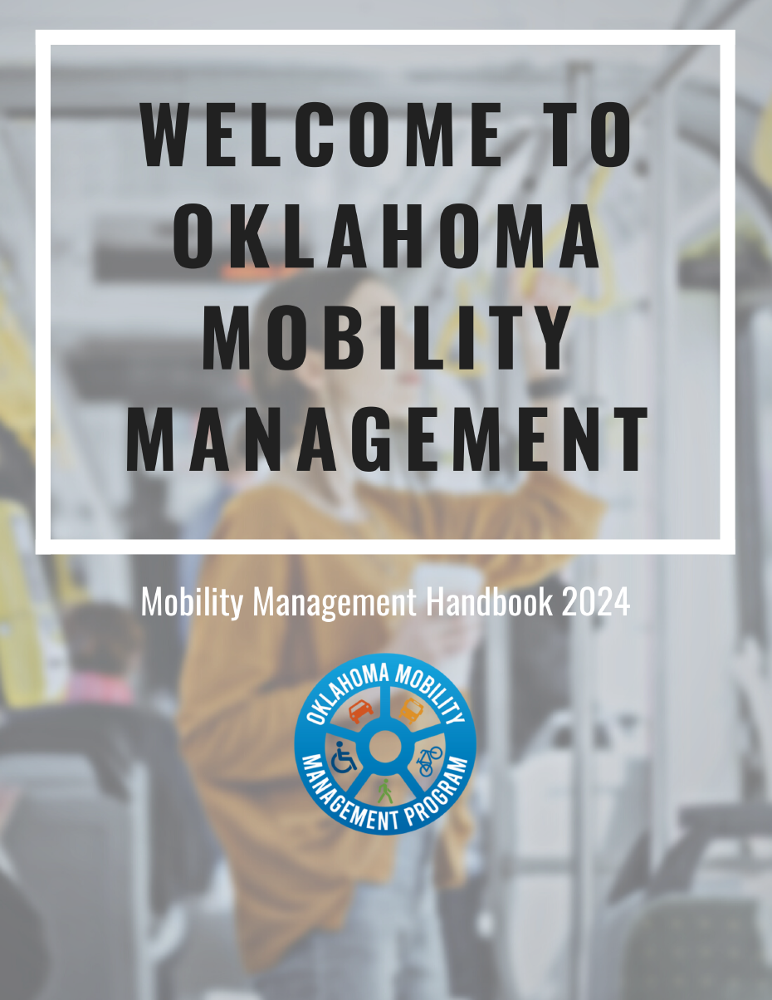 WELCOME TO
OKLAHOMA
MOBILITY
MANAGEMENT
Mobility Management Handbook 2024
OKLAHOMA MOBILITY
MANAGEMENT PROGRAM